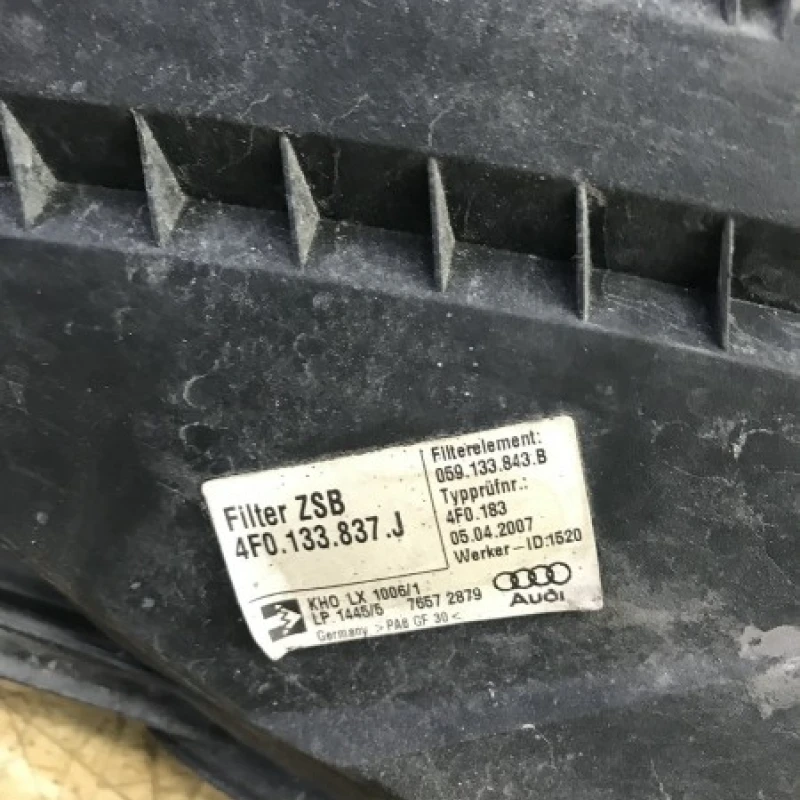 Filter ZSB
4F0.133.837.J
Filterelement:
059.133.843.B
Typprüfnr.:
4F0.183
05.04.2007
Werker-ID:1520
KHO LX 1006/1
LP 1445/5 7657 2879
Germany >PA6 GF 30<
Audi